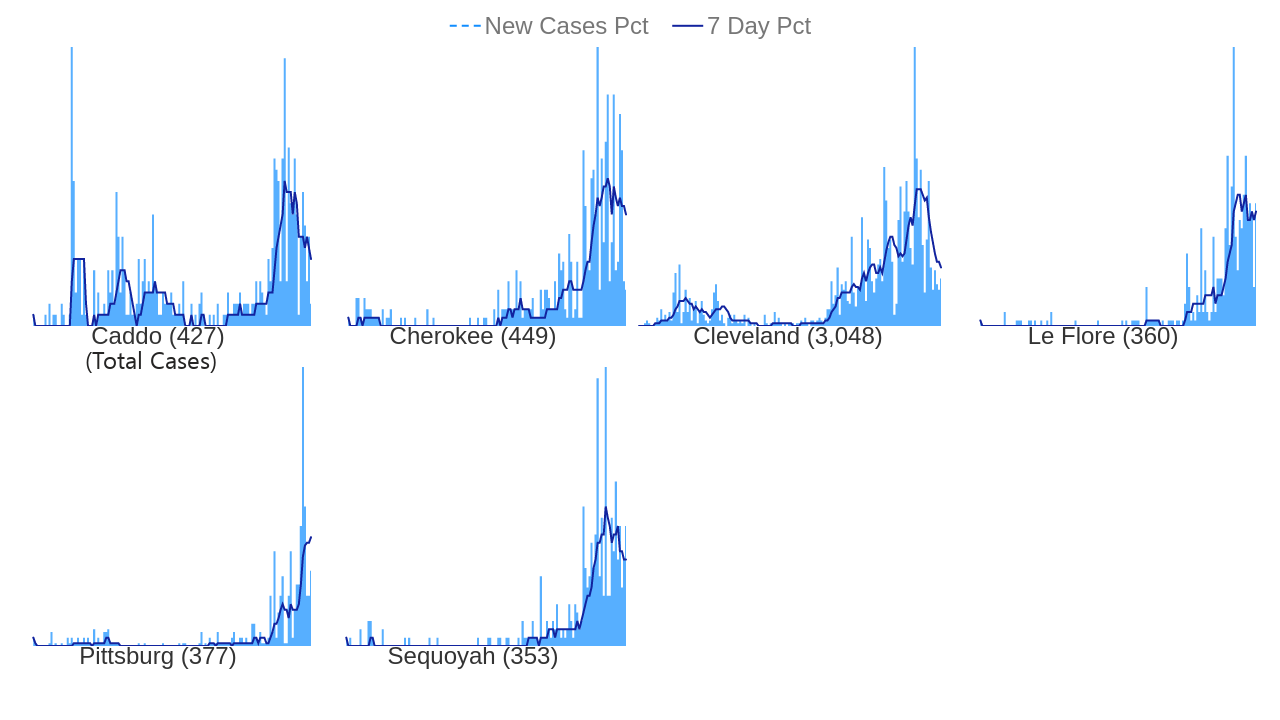 New Cases Pct 7 Day Pct
Caddo (427) Cherokee (449) Cleveland (3,048) Le Flore (360)
(Total Cases)
Pittsburg (377) Sequoyah (353)